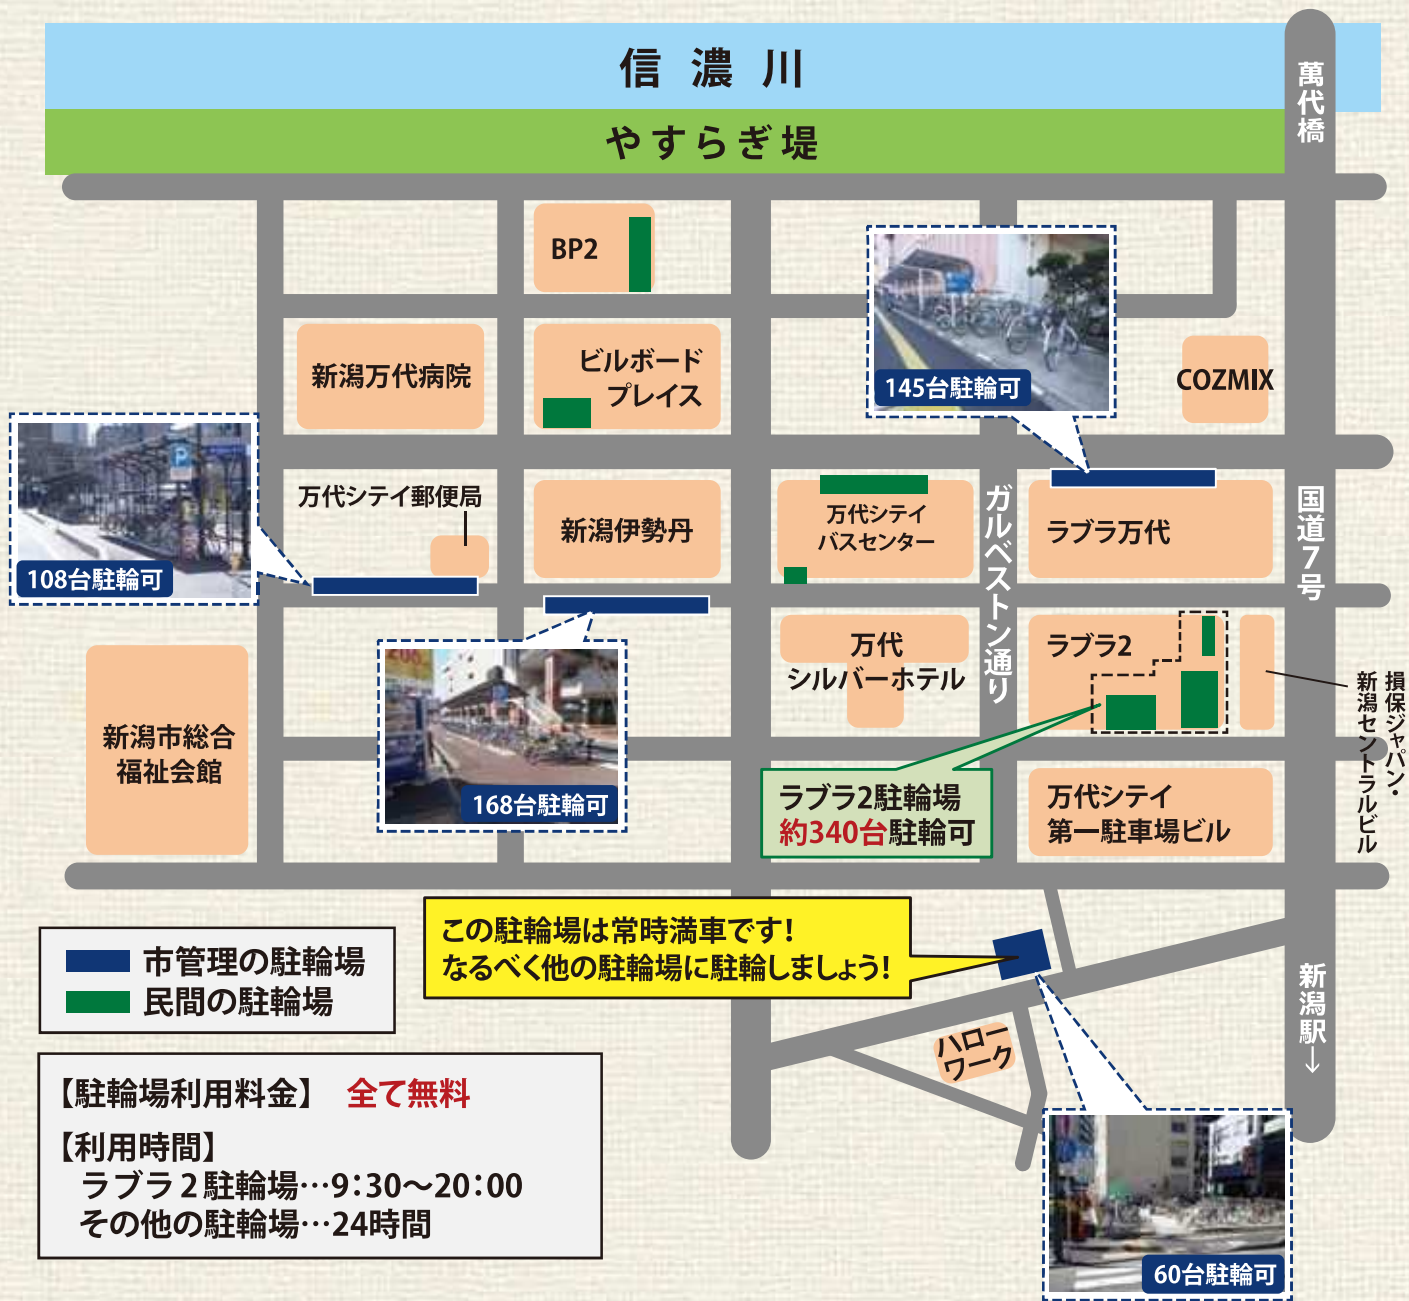 信濃川
やすらぎ堤
萬代橋
BP2
新潟万代病院
ビルボード
プレイス
145台駐輪可
COZMIX
108台駐輪可
万代シテイ郵便局
新潟伊勢丹
万代シテイ
バスセンター
ガルベストン通り
ラブラ万代
国道7号
168台駐輪可
新潟市総合
福祉会館
万代
シルバーホテル
ラブラ2
損保ジャパン・
新潟セントラルビル
ラブラ2駐輪場
約340台駐輪可
万代シテイ
第一駐車場ビル
この駐輪場は常時満車です!
なるべく他の駐輪場に駐輪しましょう!
市管理の駐輪場
民間の駐輪場
新潟駅→
ハロー
ワーク
【駐輪場利用料金】 全て無料
【利用時間】
ラブラ2駐輪場…9:30〜20:00
その他の駐輪場…24時間
60台駐輪可